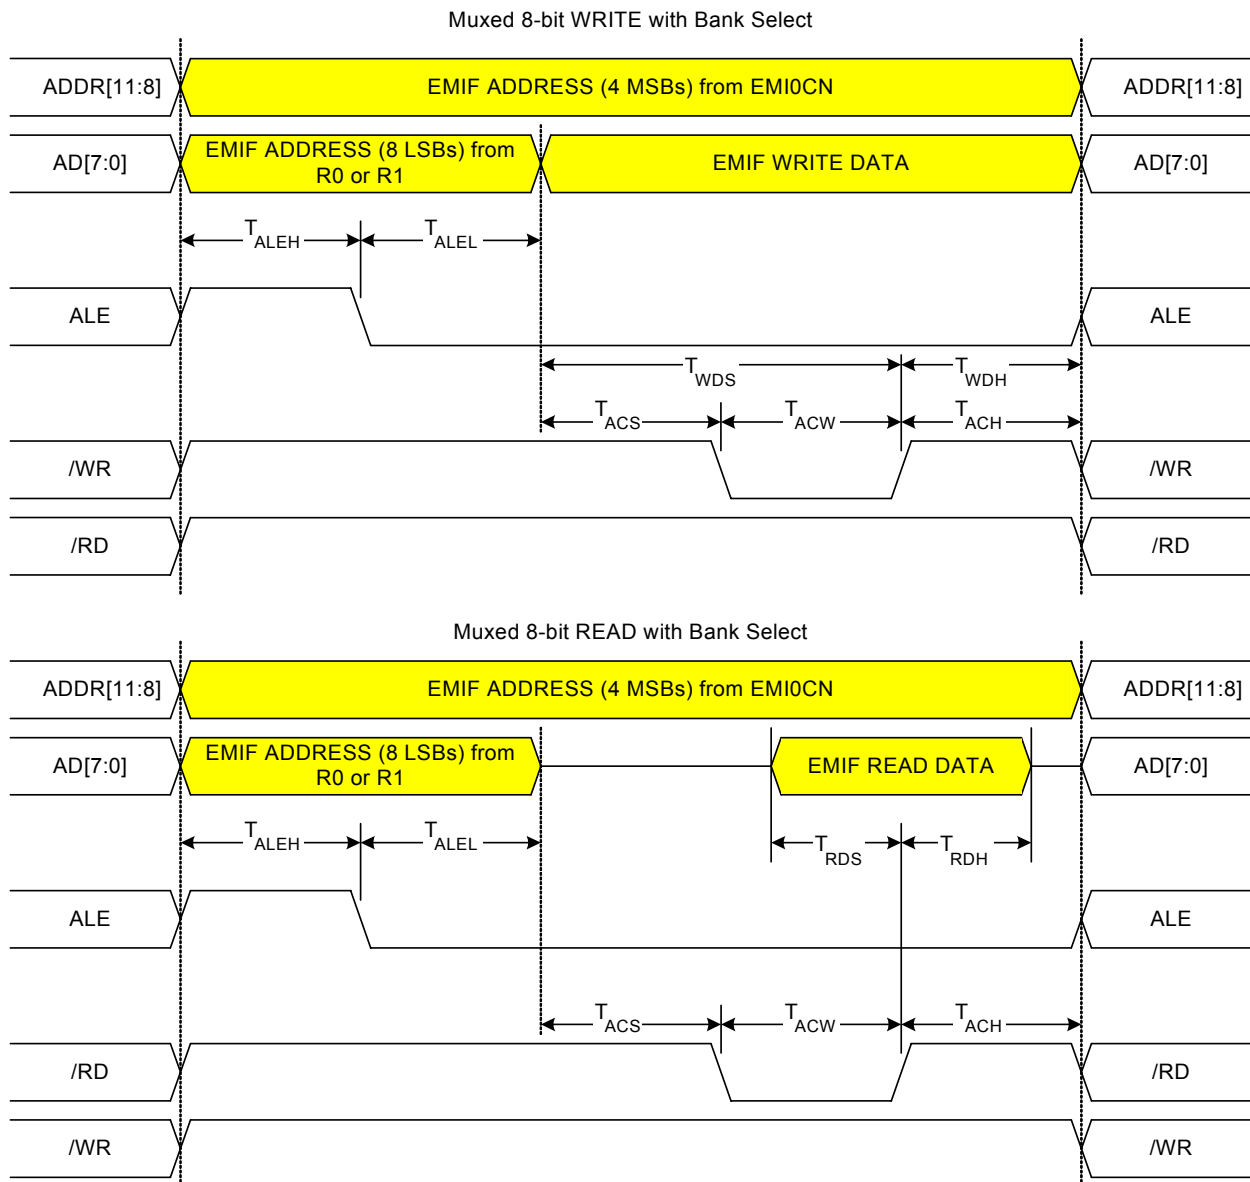 Muxed 8-bit WRITE with Bank Select
ADDR[11:8] EMIF ADDRESS (4 MSBs) from EMI0CN ADDR[11:8]
AD[7:0] EMIF ADDRESS (8 LSBs) from
R0 or R1 EMIF WRITE DATA AD[7:0]
TALEH TALEL
ALE ALE
TWDS TWDH
TACS TACW TACH
/WR /WR
/RD /RD
Muxed 8-bit READ with Bank Select
ADDR[11:8] EMIF ADDRESS (4 MSBs) from EMI0CN ADDR[11:8]
AD[7:0] EMIF ADDRESS (8 LSBs) from
R0 or R1 EMIF READ DATA AD[7:0]
TALEH TALEL TRDS TRDH
ALE ALE
TACS TACW TACH
/RD /RD
/WR /WR